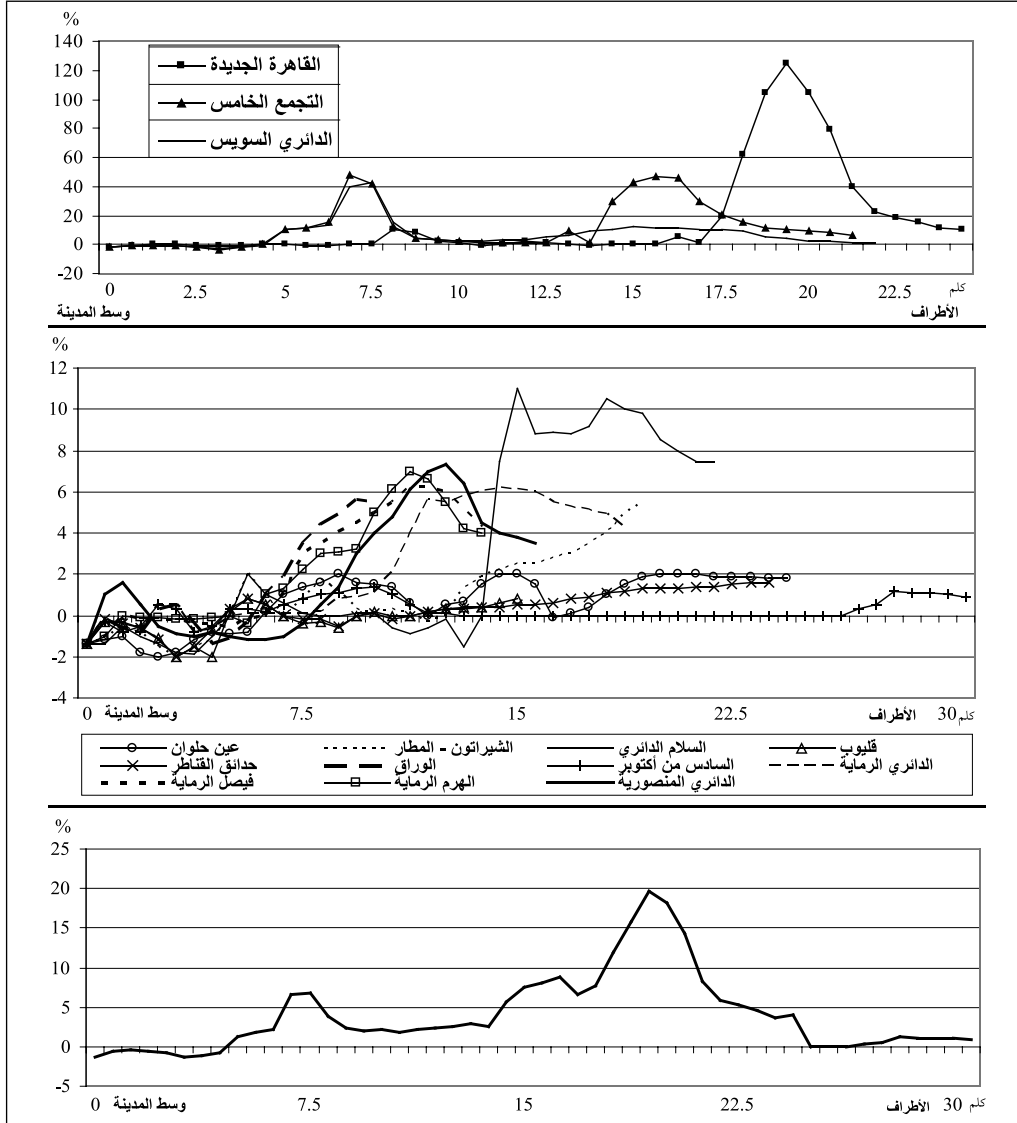 %
140
120
100
80
60
40
20
0
-20
القاهرة الجديدة
التجمع الخامس
الدائري السويس
0 2.5 5 7.5 10 12.5 15 17.5 20 22.5 كلم
وسط المدينة الأطراف
%
12
10
8
6
4
2
0
-2
-4
0 وسط المدينة 7.5 15 22.5 الأطراف 30 كلم
عين حلوان الشيراتون - المطار السلام الدائري قليوب
حدائق القناطر الوراق السادس من أكتوبر الدائري الرماية
فيصل الرماية الهرم الرماية الدائري المنصورية
%
25
20
15
10
5
0
-5
0 وسط المدينة 7.5 15 22.5 الأطراف 30 كلم